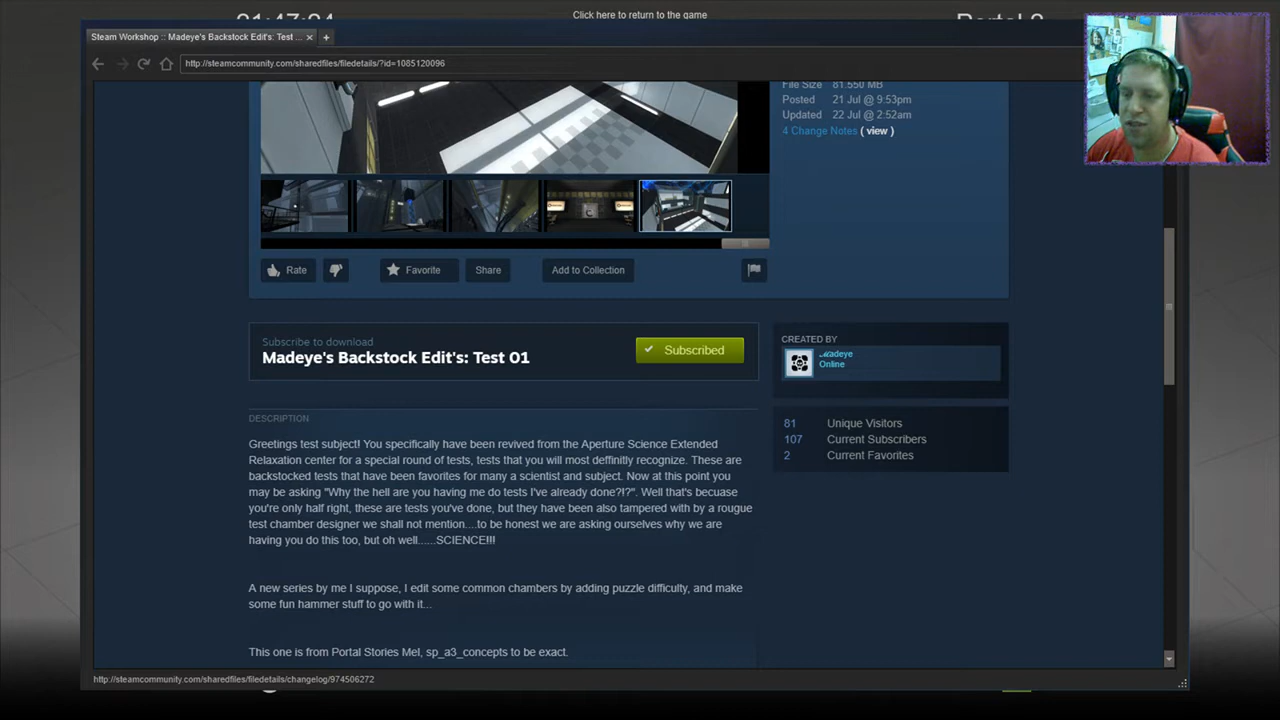 Click here to return to the game
Steam Workshop :: Madeye's Backstock Edit's: Test ...
http://steamcommunity.com/sharedfiles/filedetails/?id=1085120096
File Size 81.550 MB
Posted 21 Jul @ 9:53pm
Updated 22 Jul @ 2:52am
4 Change Notes ( view )
Rate
Favorite
Share
Add to Collection
Subscribe to download
Madeye's Backstock Edit's: Test 01
Subscribed
CREATED BY
Madeye
Online
81 Unique Visitors
107 Current Subscribers
2 Current Favorites
DESCRIPTION
Greetings test subject! You specifically have been revived from the Aperture Science Extended
Relaxation center for a special round of tests, tests that you will most deffinitly recognize. These are
backstocked tests that have been favorites for many a scientist and subject. Now at this point you
may be asking "Why the hell are you having me do tests I've already done?!?". Well that's becuase
you're only half right, these are tests you've done, but they have been also tampered with by a rougue
test chamber designer we shall not mention....to be honest we are asking ourselves why we are
having you do this too, but oh well......SCIENCE!!!
A new series by me I suppose, I edit some common chambers by adding puzzle difficulty, and make
some fun hammer stuff to go with it...
This one is from Portal Stories Mel, sp_a3_concepts to be exact.
http://steamcommunity.com/sharedfiles/filedetails/changelog/974506272